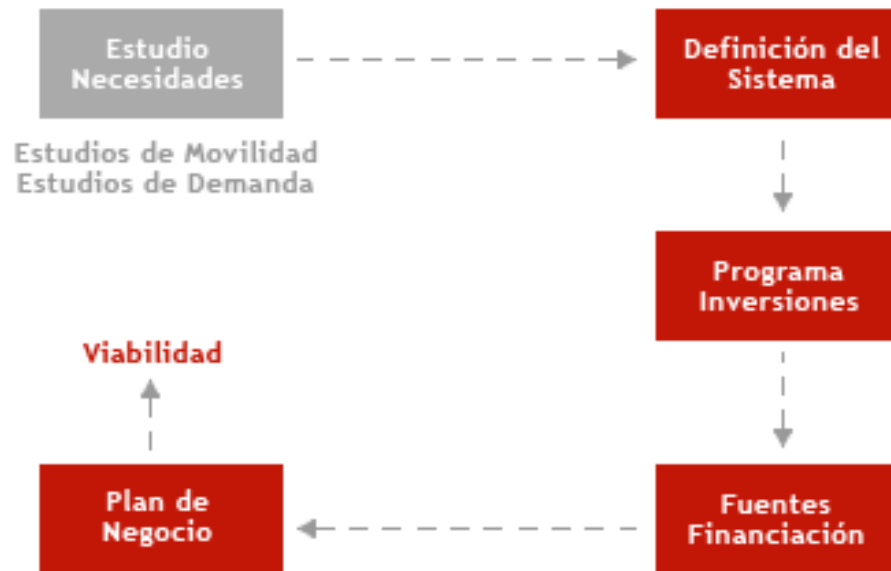 Estudio
Necesidades
Estudios de Movilidad
Estudios de Demanda
Definición del
Sistema
Programa
Inversiones
Fuentes
Financiación
Plan de
Negocio
Viabilidad